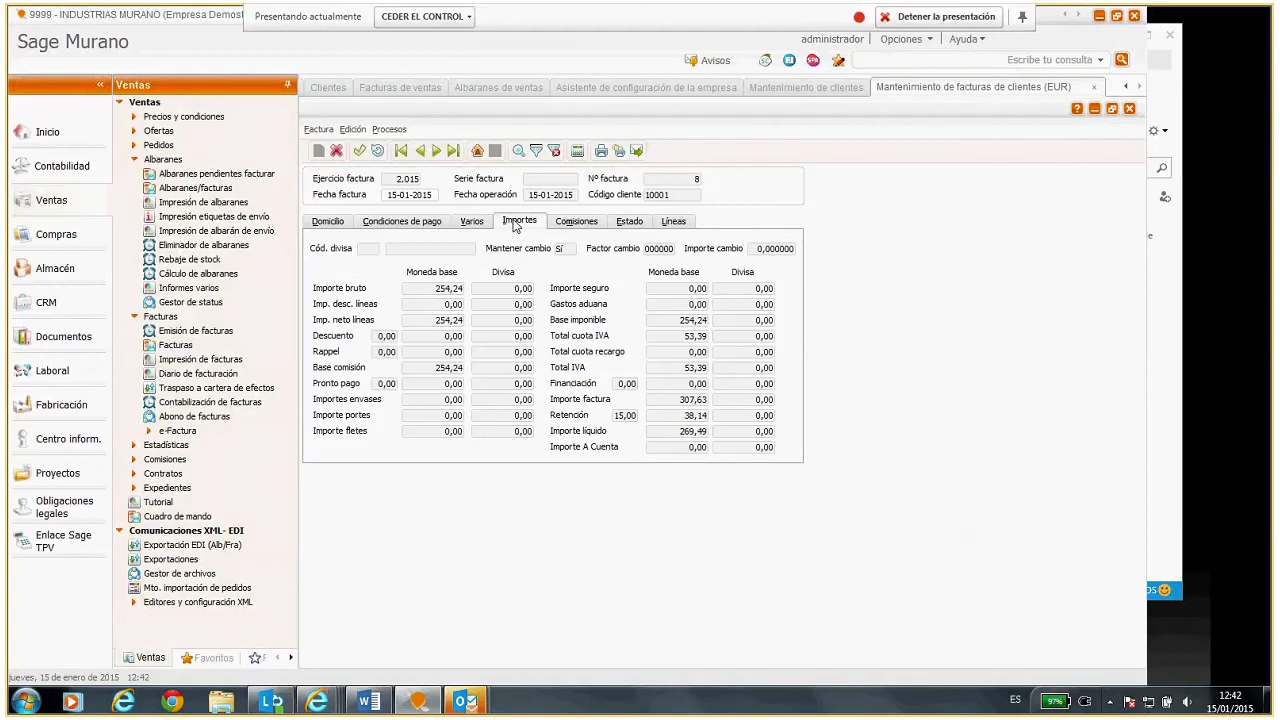 9999 - INDUSTRIAS MURANO (Empresa Demost
Presentando actualmente
CEDER EL CONTROL
Detener la presentación
Sage Murano
administrador
Opciones
Ayuda
Avisos
Escribe tu consulta
Ventas
Clientes
Facturas de ventas
Albaranes de ventas
Asistente de configuración de la empresa
Mantenimiento de clientes
Mantenimiento de facturas de clientes (EUR)
Inicio
Contabilidad
Ventas
Compras
Almacén
CRM
Documentos
Laboral
Fabricación
Centro inform.
Proyectos
Obligaciones
legales
Enlace Sage
TPV
Ventas
Precios y condiciones
Ofertas
Pedidos
Albaranes
Albaranes pendientes facturar
Albaranes/facturas
Impresión de albaranes
Impresión etiquetas de envío
Impresión de albarán de envío
Eliminador de albaranes
Rebaje de stock
Cálculo de albaranes
Informes varios
Gestor de status
Facturas
Emisión de facturas
Facturas
Impresión de facturas
Diario de facturación
Traspaso a cartera de efectos
Contabilización de facturas
Abono de facturas
e-Factura
Estadísticas
Comisiones
Contratos
Expedientes
Tutorial
Cuadro de mando
Comunicaciones XML- EDI
Exportación EDI (Alb/Fra)
Exportaciones
Gestor de archivos
Mto. importación de pedidos
Editores y configuración XML
Ventas
Favoritos
Factura Edición Procesos
Ejercicio factura 2.015 Serie factura Nº factura 8
Fecha factura 15-01-2015 Fecha operación 15-01-2015 Código cliente 10001
Domicilio Condiciones de pago Varios Importes Comisiones Estado Líneas
Cód. divisa Mantener cambio Sí Factor cambio 000000 Importe cambio 0,000000
Moneda base Divisa Moneda base Divisa
Importe bruto 254,24 0,00 Importe seguro 0,00 0,00
Imp. desc. líneas 0,00 0,00 Gastos aduana 0,00 0,00
Imp. neto líneas 254,24 0,00 Base imponible 254,24 0,00
Descuento 0,00 0,00 0,00 Total cuota IVA 53,39 0,00
Rappel 0,00 0,00 0,00 Total cuota recargo 0,00 0,00
Base comisión 254,24 0,00 Total IVA 53,39 0,00
Pronto pago 0,00 0,00 0,00 Financiación 0,00 0,00 0,00
Importes envases 0,00 0,00 Importe factura 307,63 0,00
Importe portes 0,00 0,00 Retención 15,00 38,14 0,00
Importe fletes 0,00 0,00 Importe líquido 269,49 0,00
Importe A Cuenta 0,00 0,00
jueves, 15 de enero de 2015 12:42
ES
97%
12:42
15/01/2015